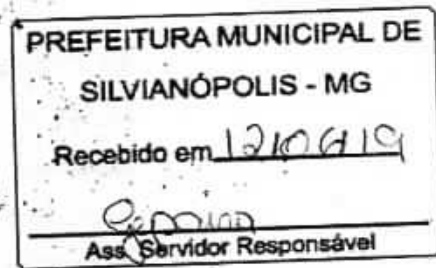 PREFEITURA MUNICIPAL DE
SILVIANÓPOLIS - MG
Recebido em 12/06/19
Ass. Servidor Responsável